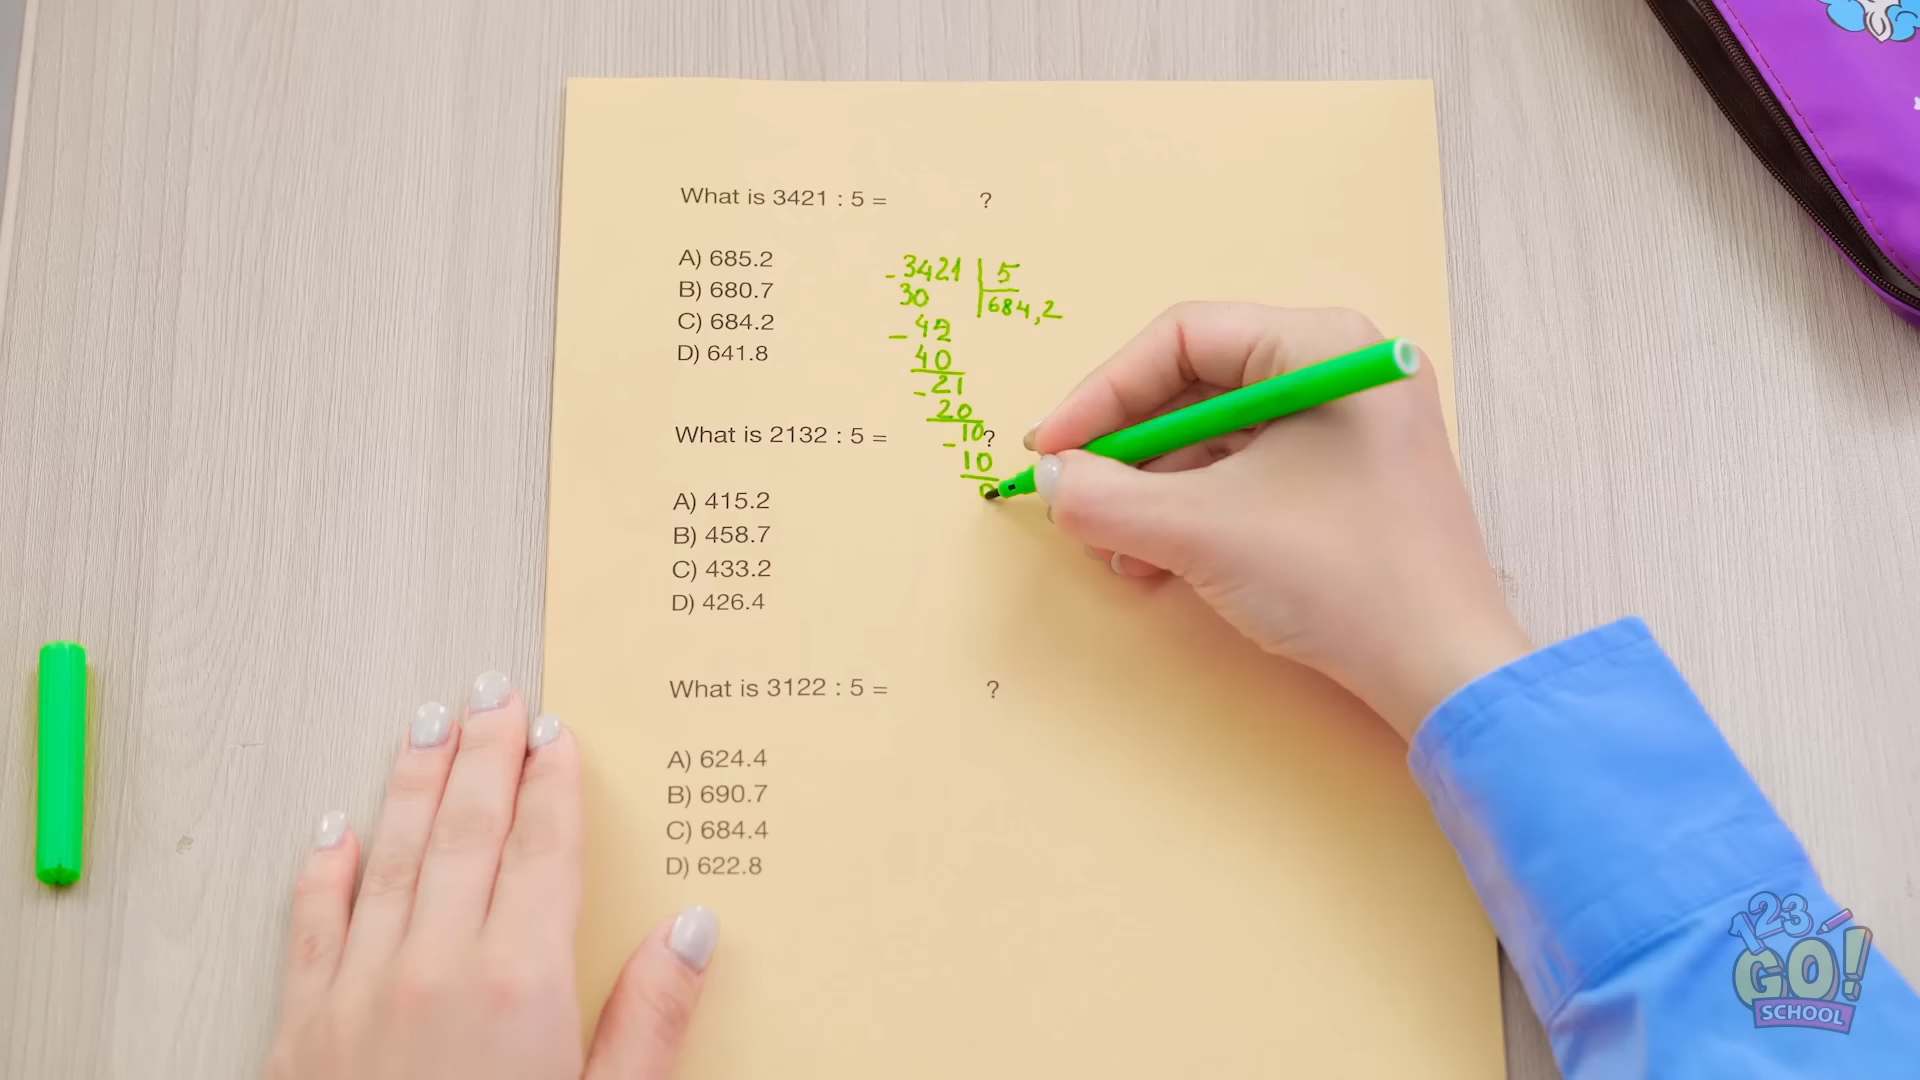 What is 3421 : 5 = ?
A) 685.2
B) 680.7
C) 684.2
D) 641.8
- 3421 | 5
30 684,2
- 42
40
- 21
20
- 10
10
0
What is 2132 : 5 = ?
A) 415.2
B) 458.7
C) 433.2
D) 426.4
What is 3122 : 5 = ?
A) 624.4
B) 690.7
C) 684.4
D) 622.8
123
GO!
SCHOOL